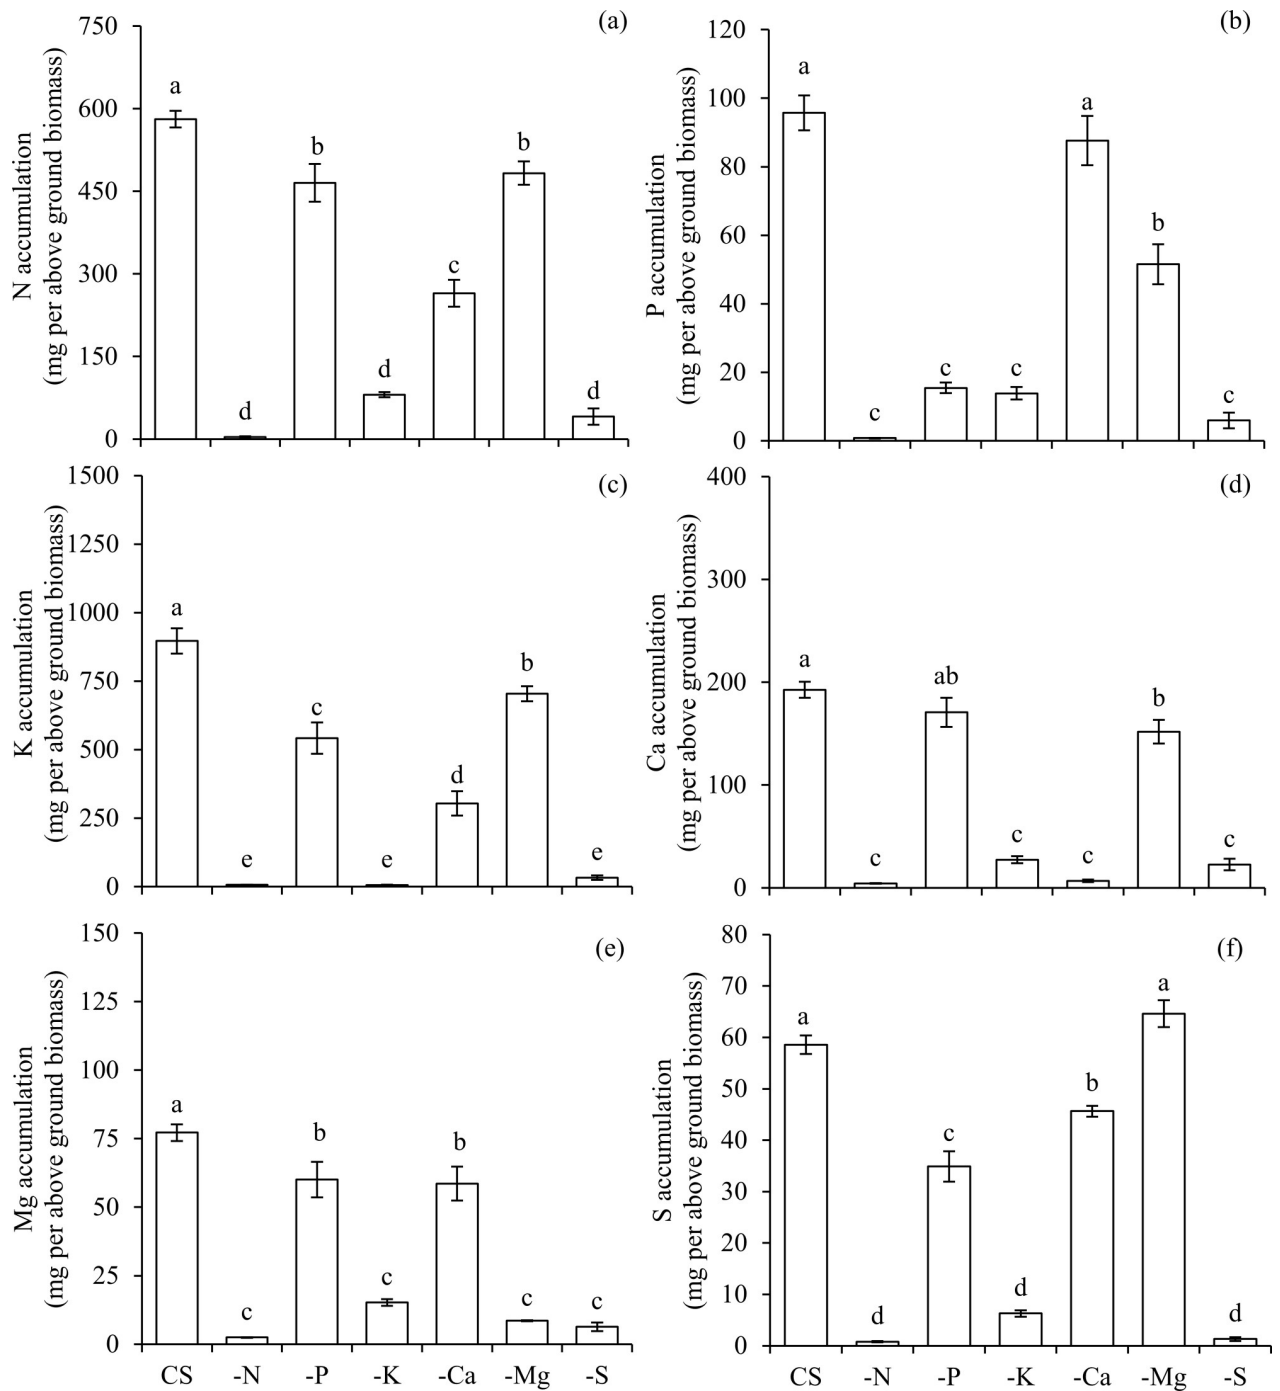 (a)
N accumulation
(mg per above ground biomass)
750
600
450
300
150
0
a
d
b
d
c
b
d
(b)
P accumulation
(mg per above ground biomass)
120
100
80
60
40
20
0
a
c
c
c
a
b
c
(c)
K accumulation
(mg per above ground biomass)
1500
1250
1000
750
500
250
0
a
e
c
e
d
b
e
(d)
Ca accumulation
(mg per above ground biomass)
400
300
200
100
0
a
c
ab
c
c
b
c
(e)
Mg accumulation
(mg per above ground biomass)
150
125
100
75
50
25
0
a
c
b
c
b
c
c
CS -N -P -K -Ca -Mg -S
(f)
S accumulation
(mg per above ground biomass)
80
70
60
50
40
30
20
10
0
a
d
c
d
b
a
d
CS -N -P -K -Ca -Mg -S